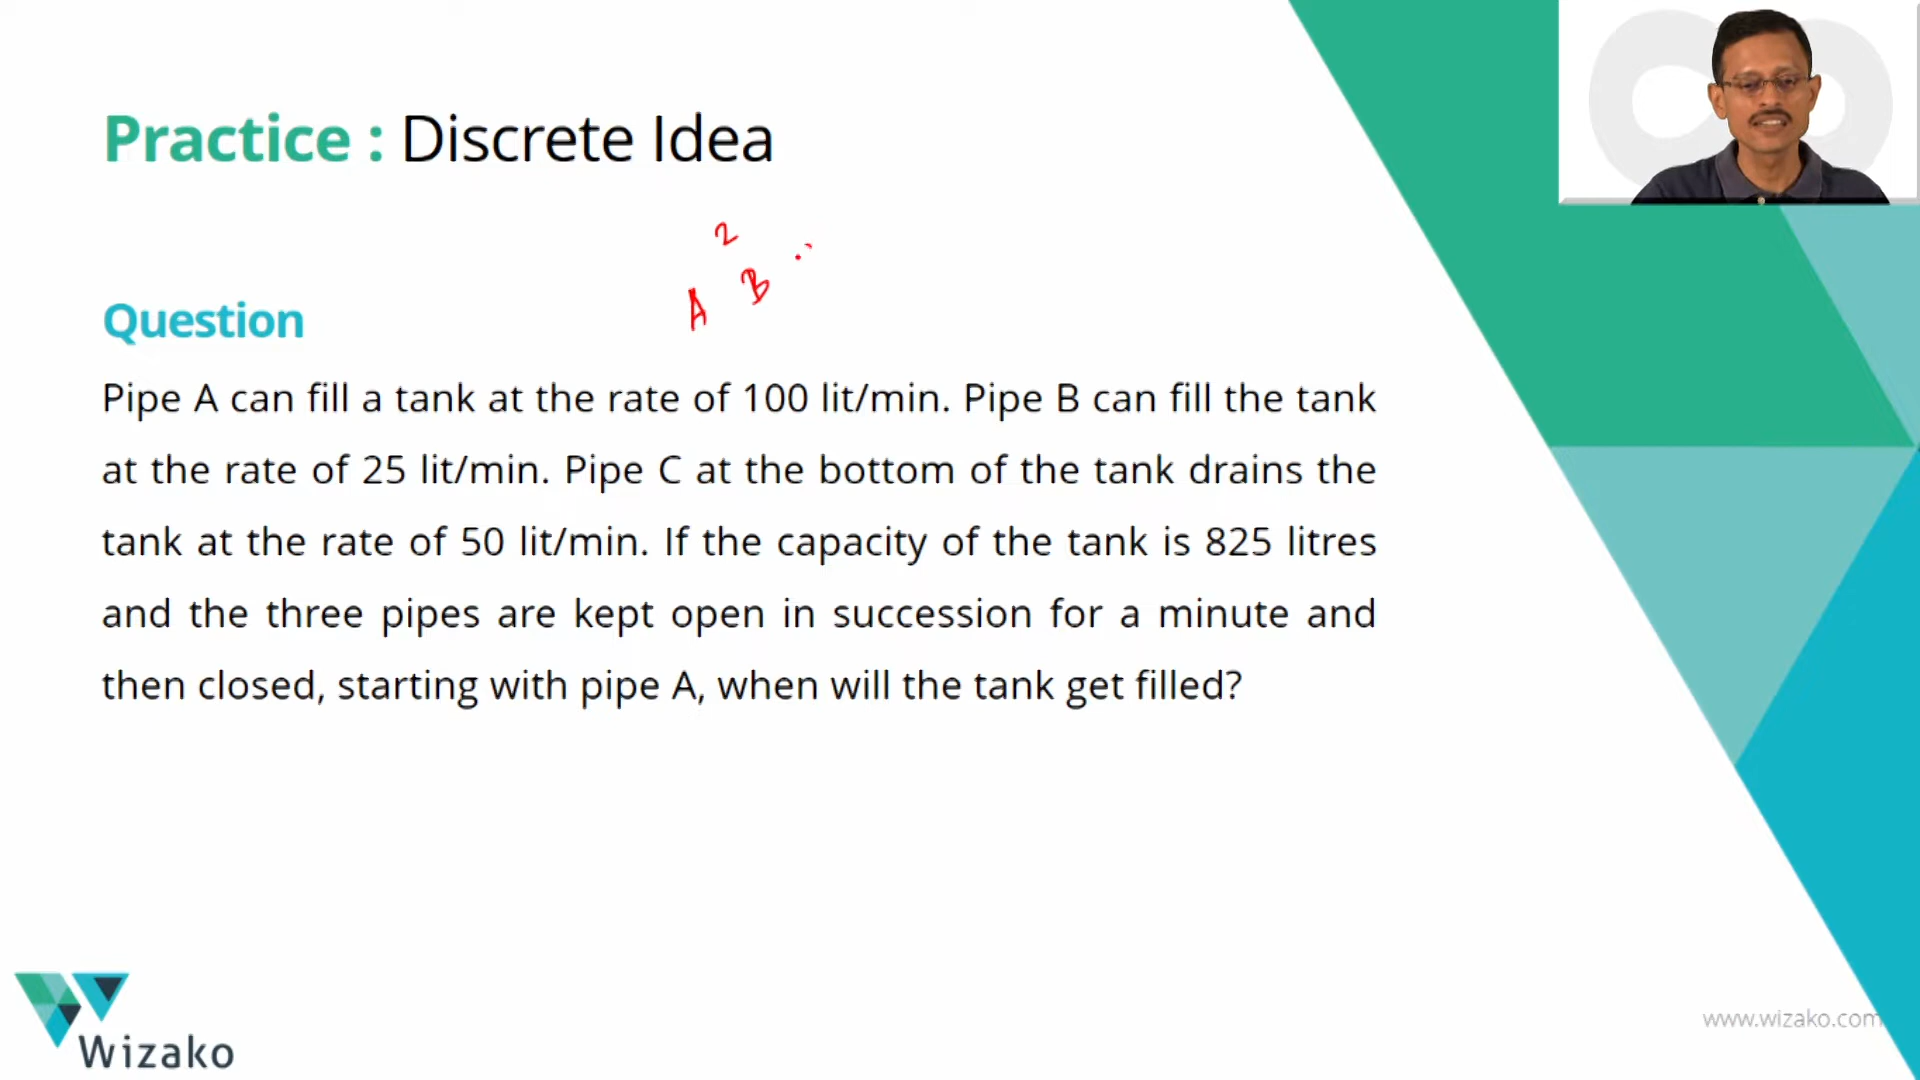 Practice : Discrete Idea
2
A B
Question
Pipe A can fill a tank at the rate of 100 lit/min. Pipe B can fill the tank
at the rate of 25 lit/min. Pipe C at the bottom of the tank drains the
tank at the rate of 50 lit/min. If the capacity of the tank is 825 litres
and the three pipes are kept open in succession for a minute and
then closed, starting with pipe A, when will the tank get filled?
Wizako
www.wizako.com